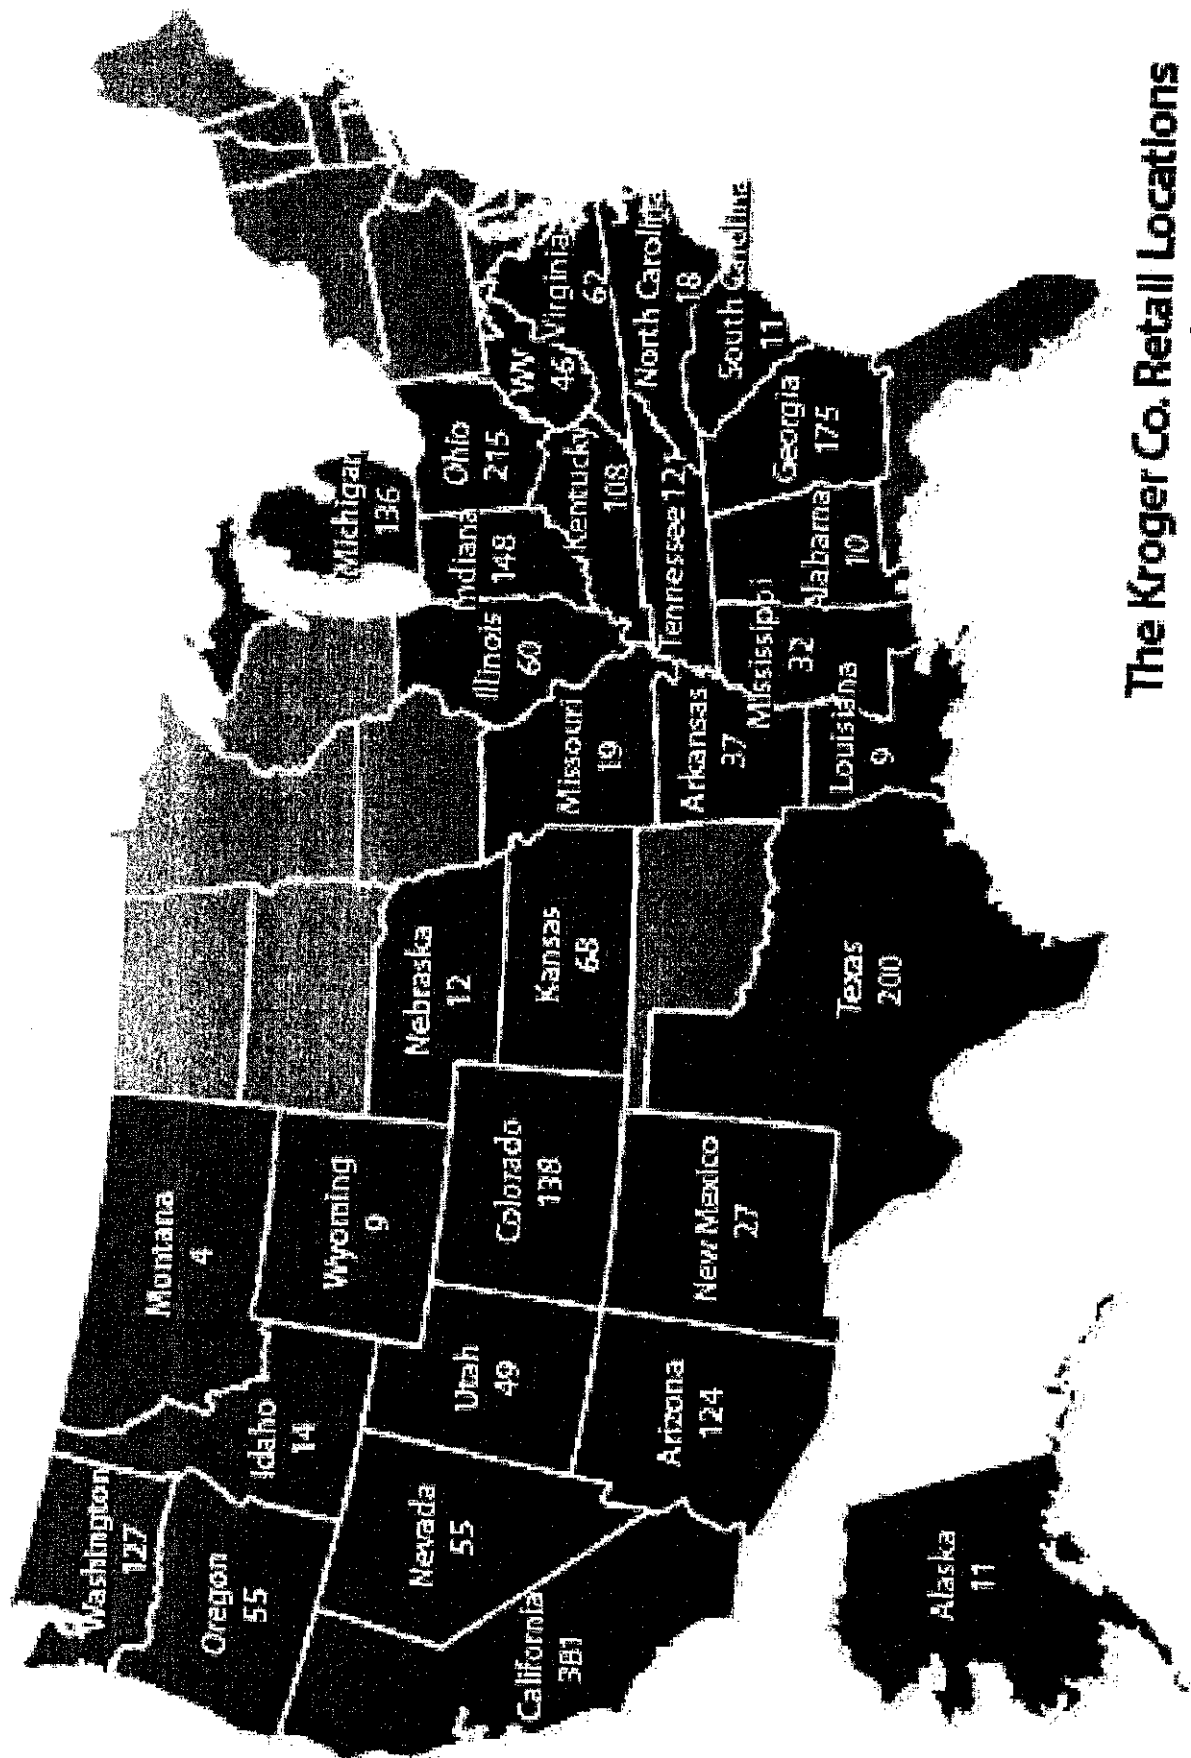 Washington
127
Oregon
55
California
381
Nevada
55
Idaho
14
Montana
4
Wyoming
9
Utah
49
Arizona
124
Colorado
138
New Mexico
27
Nebraska
12
Kansas
68
Texas
200
Missouri
19
Arkansas
37
Louisiana
9
Illinois
60
Mississippi
32
Indiana
148
Michigan
136
Ohio
215
Kentucky
108
Tennessee 121
Alabama
10
Georgia
175
WV
46
Virginia
62
North Carolina
18
South Carolina
11
Alaska
11
The Kroger Co. Retail Locations